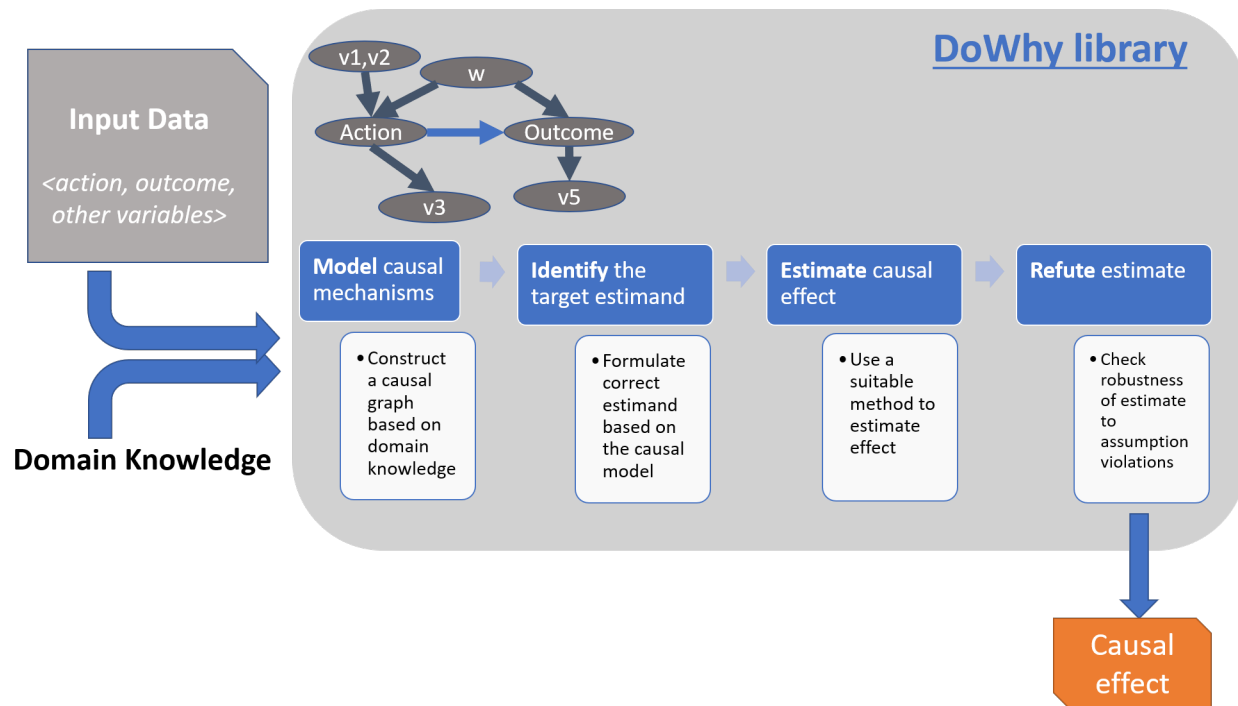 DoWhy library
Input Data
<action, outcome,
other variables>
v1,v2
w
Action
Outcome
v3
v5
Model causal
mechanisms
Identify the
target estimand
Estimate causal
effect
Refute estimate
• Construct
a causal
graph
based on
domain
knowledge
• Formulate
correct
estimand
based on
the causal
model
• Use a
suitable
method to
estimate
effect
• Check
robustness
of estimate
to
assumption
violations
Domain Knowledge
Causal
effect